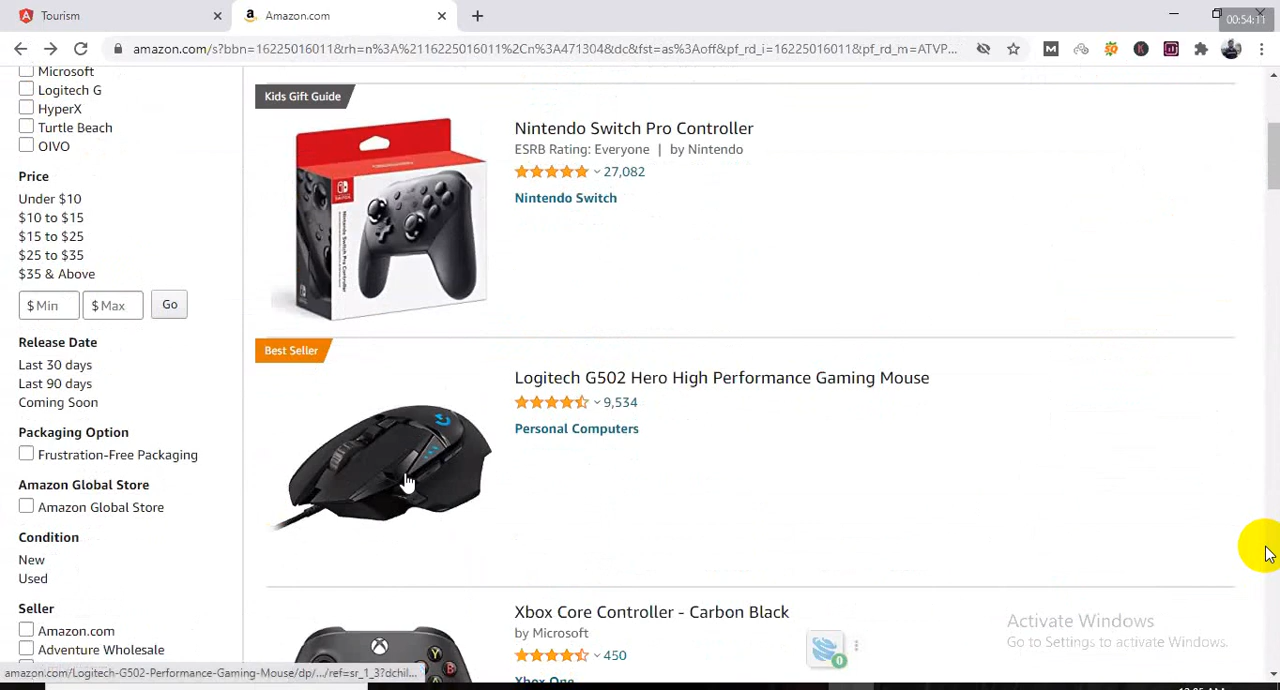 Tourism
Amazon.com
00:54:11
amazon.com/s?bbn=16225016011&rh=n%3A%2116225016011%2Cn%3A471304&dc&fst=as%3Aoff&pf_rd_i=16225016011&pf_rd_m=ATVP...
Microsoft
Logitech G
HyperX
Turtle Beach
OIVO
Price
Under $10
$10 to $15
$15 to $25
$25 to $35
$35 & Above
$ Min
$ Max
Go
Release Date
Last 30 days
Last 90 days
Coming Soon
Packaging Option
Frustration-Free Packaging
Amazon Global Store
Amazon Global Store
Condition
New
Used
Seller
Amazon.com
Adventure Wholesale
Kids Gift Guide
Nintendo Switch Pro Controller
ESRB Rating: Everyone | by Nintendo
27,082
Nintendo Switch
Best Seller
Logitech G502 Hero High Performance Gaming Mouse
9,534
Personal Computers
Xbox Core Controller - Carbon Black
by Microsoft
450
Xbox One
Activate Windows
Go to Settings to activate Windows.
0
amazon.com/Logitech-G502-Performance-Gaming-Mouse/dp/.../ref=sr_1_3?dchil...